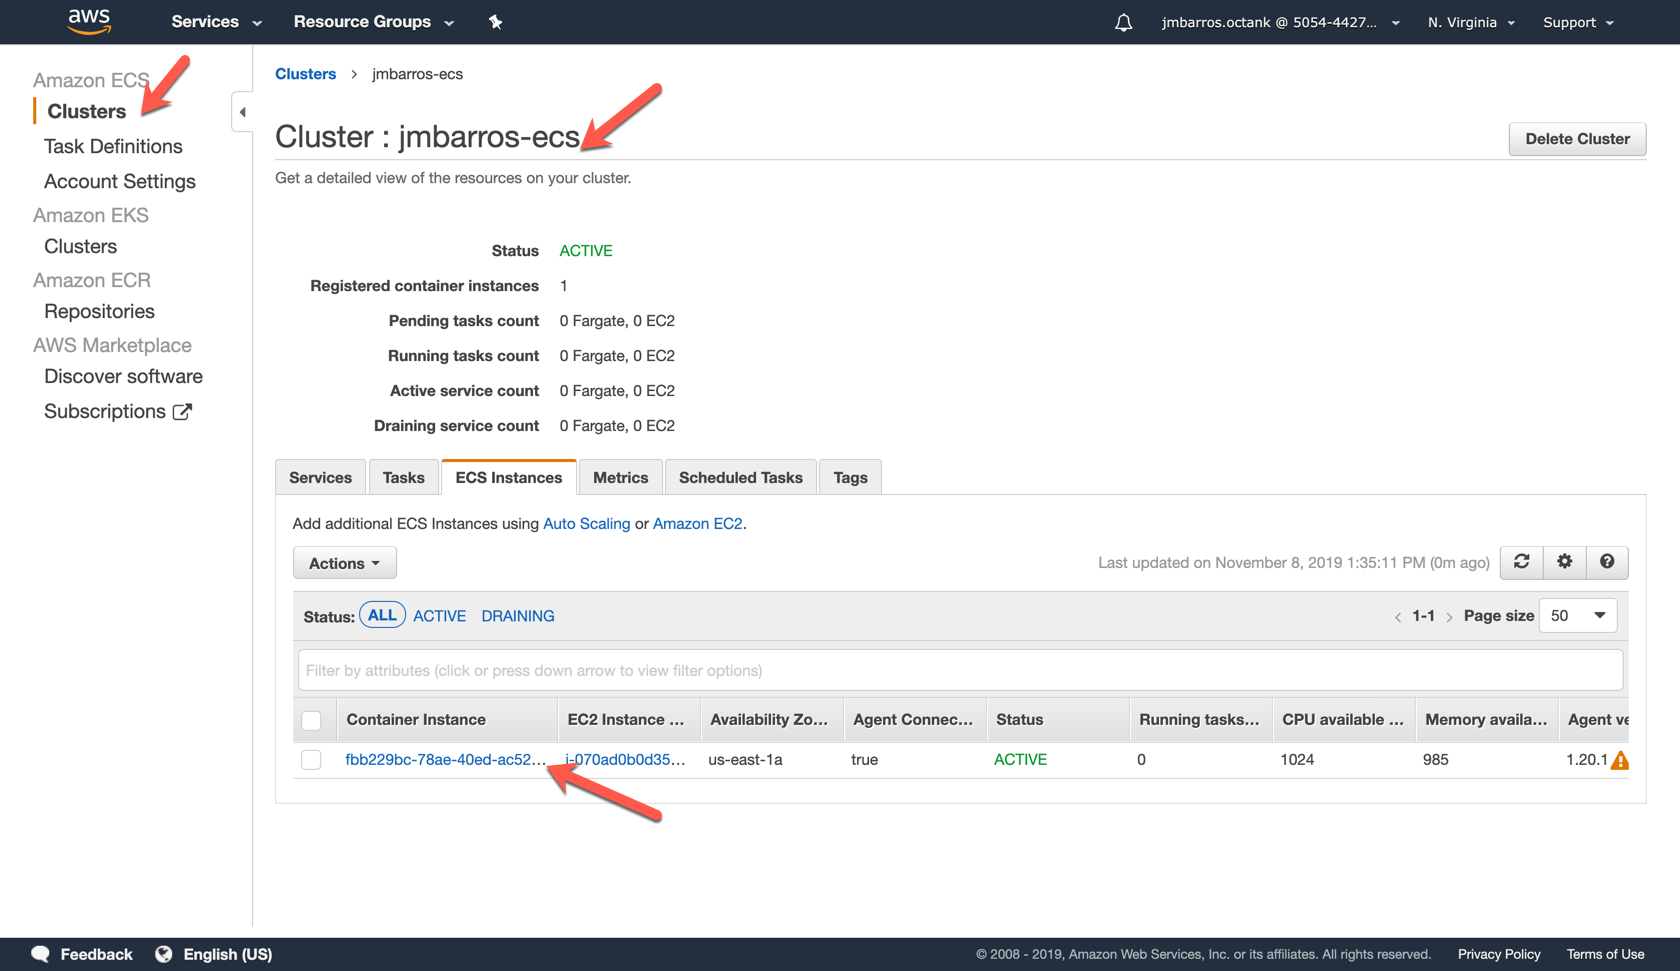 aws Services Resource Groups jmbarros.octank @ 5054-4427... N. Virginia Support
Amazon ECS
Clusters
Task Definitions
Account Settings
Amazon EKS
Clusters
Amazon ECR
Repositories
AWS Marketplace
Discover software
Subscriptions
Clusters > jmbarros-ecs
Cluster : jmbarros-ecs
Delete Cluster
Get a detailed view of the resources on your cluster.
Status ACTIVE
Registered container instances 1
Pending tasks count 0 Fargate, 0 EC2
Running tasks count 0 Fargate, 0 EC2
Active service count 0 Fargate, 0 EC2
Draining service count 0 Fargate, 0 EC2
Services Tasks ECS Instances Metrics Scheduled Tasks Tags
Add additional ECS Instances using Auto Scaling or Amazon EC2.
Actions Last updated on November 8, 2019 1:35:11 PM (0m ago)
Status: ALL ACTIVE DRAINING < 1-1 > Page size 50
Filter by attributes (click or press down arrow to view filter options)
Container Instance EC2 Instance ... Availability Zo... Agent Connec... Status Running tasks... CPU available ... Memory availa... Agent ve
fbb229bc-78ae-40ed-ac52... i-070ad0b0d35... us-east-1a true ACTIVE 0 1024 985 1.20.1
Feedback English (US) © 2008 - 2019, Amazon Web Services, Inc. or its affiliates. All rights reserved. Privacy Policy Terms of Use